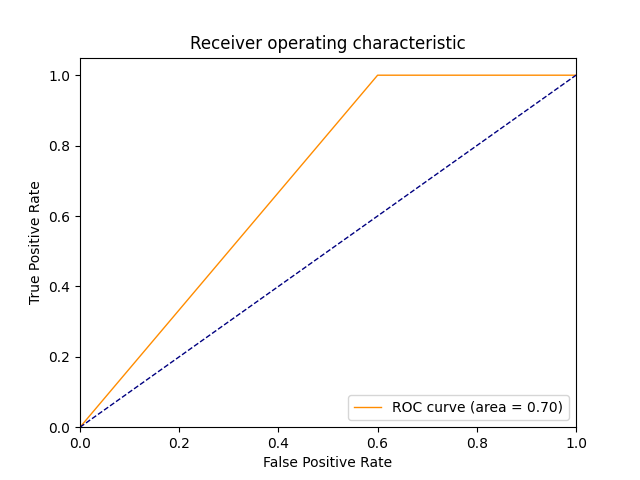 Receiver operating characteristic
1.0
0.8
0.6
0.4
0.2
0.0
True Positive Rate
ROC curve (area = 0.70)
0.0 0.2 0.4 0.6 0.8 1.0
False Positive Rate